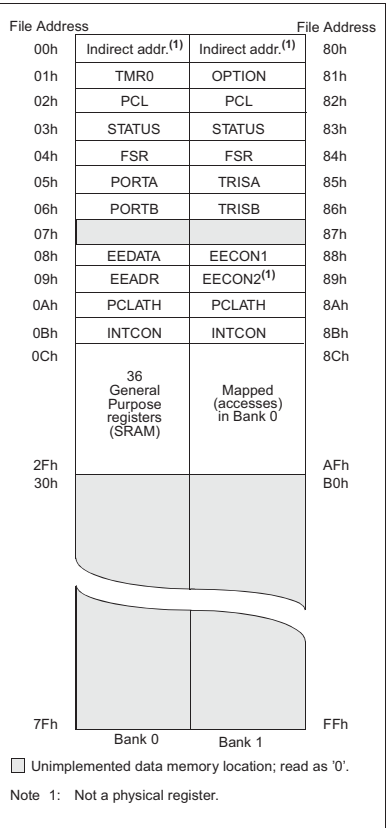 File Address File Address
00h Indirect addr.(1) Indirect addr.(1) 80h
01h TMR0 OPTION 81h
02h PCL PCL 82h
03h STATUS STATUS 83h
04h FSR FSR 84h
05h PORTA TRISA 85h
06h PORTB TRISB 86h
07h 87h
08h EEDATA EECON1 88h
09h EEADR EECON2(1) 89h
0Ah PCLATH PCLATH 8Ah
0Bh INTCON INTCON 8Bh
0Ch 8Ch
36
General
Purpose
registers
(SRAM)
Mapped
(accesses)
in Bank 0
2Fh AFh
30h B0h
7Fh FFh
Bank 0 Bank 1
Unimplemented data memory location; read as '0'.
Note 1: Not a physical register.